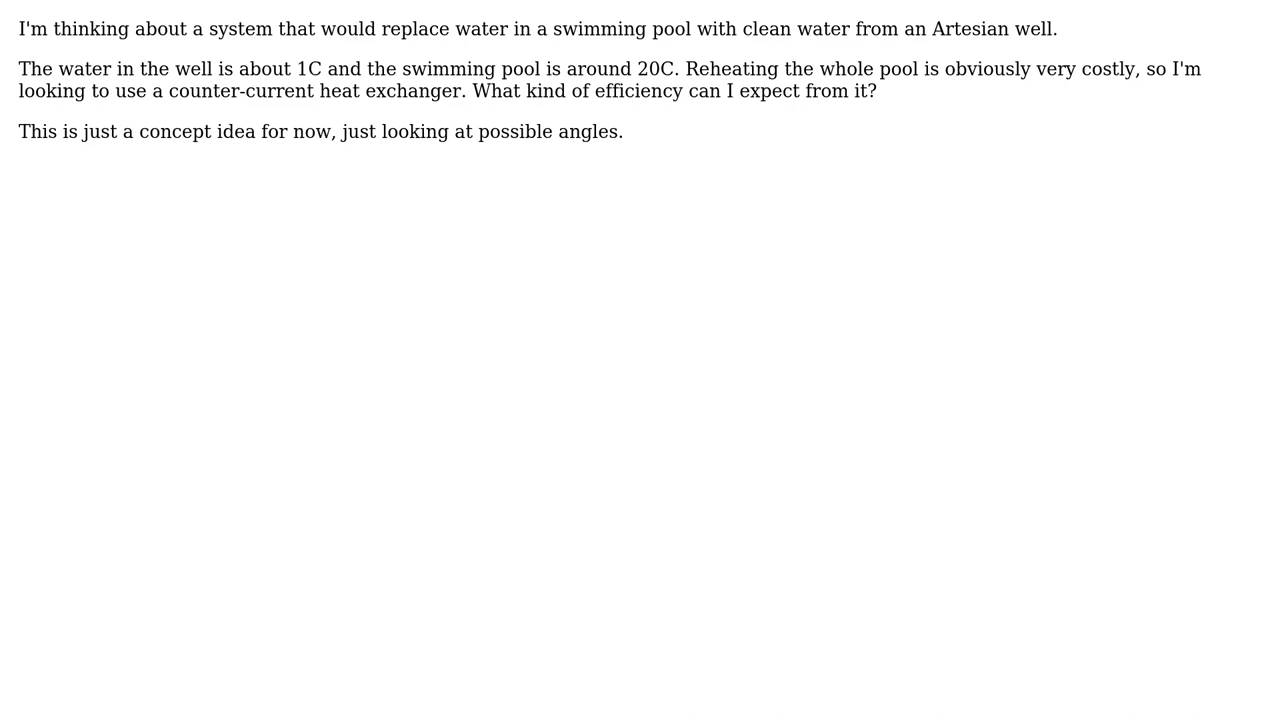 I'm thinking about a system that would replace water in a swimming pool with clean water from an Artesian well.
The water in the well is about 1C and the swimming pool is around 20C. Reheating the whole pool is obviously very costly, so I'm
looking to use a counter-current heat exchanger. What kind of efficiency can I expect from it?
This is just a concept idea for now, just looking at possible angles.